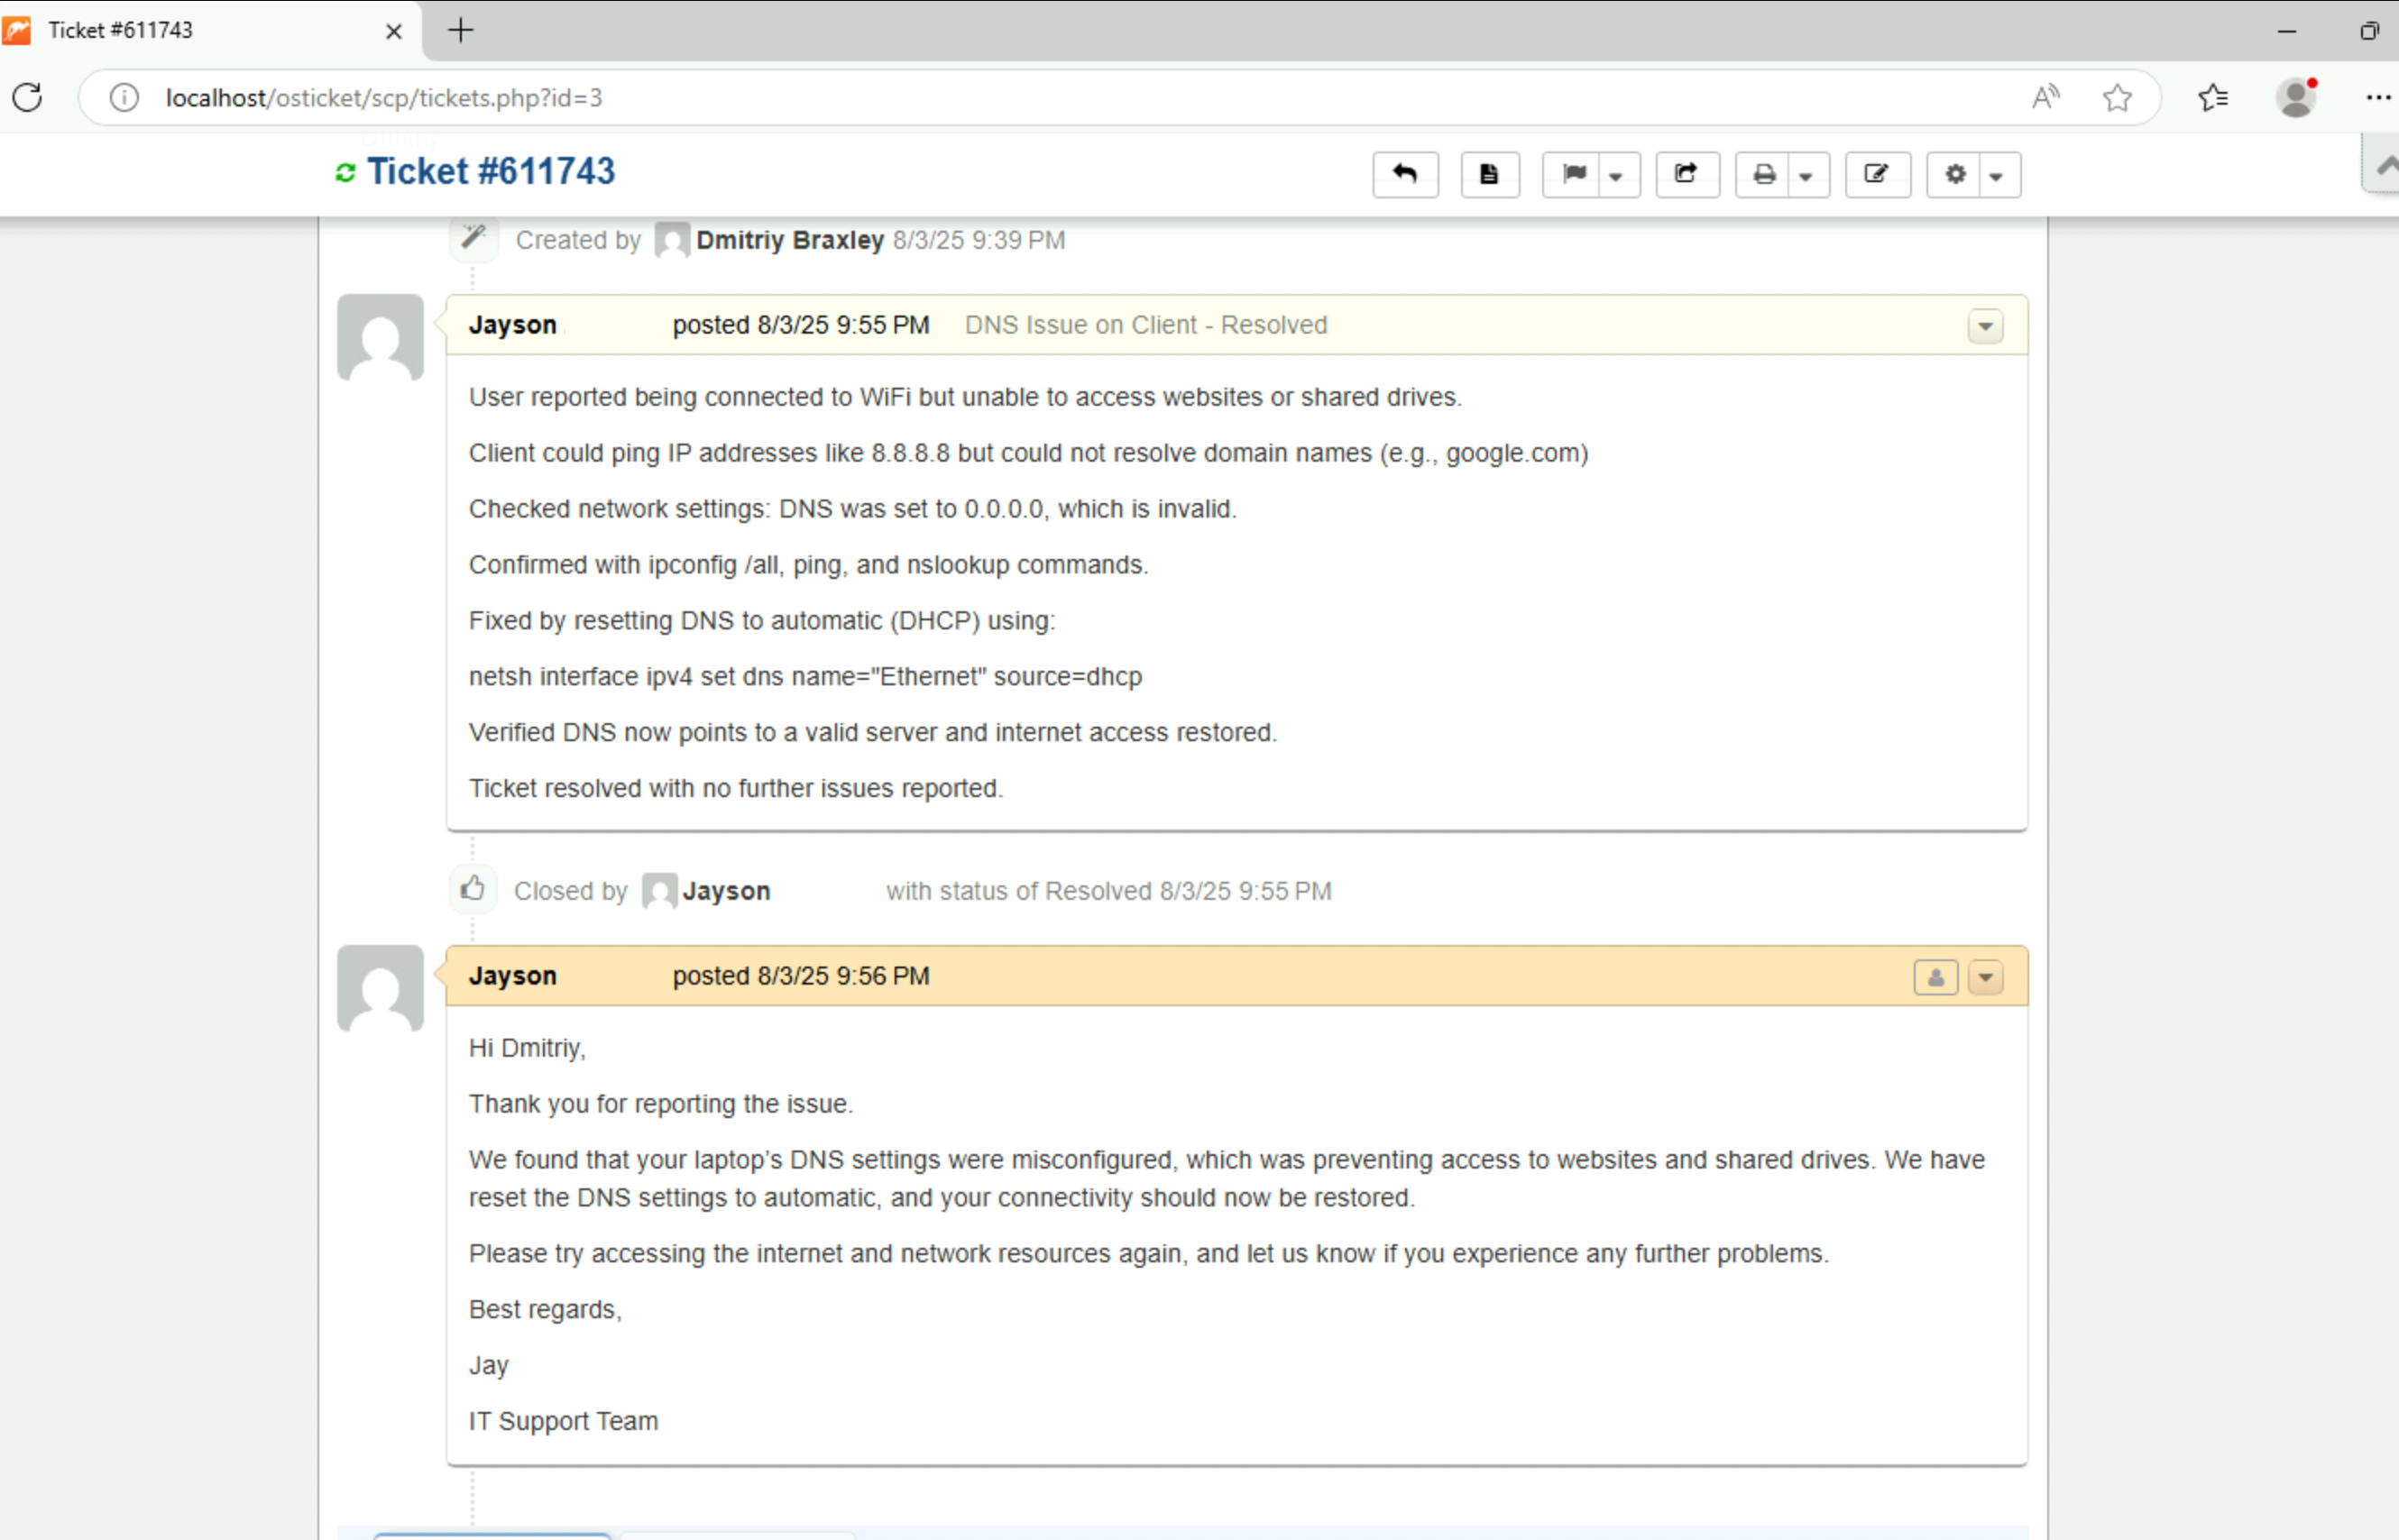 Ticket #611743
localhost/osticket/scp/tickets.php?id=3
Ticket #611743
Created by Dmitriy Braxley 8/3/25 9:39 PM
Jayson posted 8/3/25 9:55 PM DNS Issue on Client - Resolved
User reported being connected to WiFi but unable to access websites or shared drives.
Client could ping IP addresses like 8.8.8.8 but could not resolve domain names (e.g., google.com)
Checked network settings: DNS was set to 0.0.0.0, which is invalid.
Confirmed with ipconfig /all, ping, and nslookup commands.
Fixed by resetting DNS to automatic (DHCP) using:
netsh interface ipv4 set dns name="Ethernet" source=dhcp
Verified DNS now points to a valid server and internet access restored.
Ticket resolved with no further issues reported.
Closed by Jayson with status of Resolved 8/3/25 9:55 PM
Jayson posted 8/3/25 9:56 PM
Hi Dmitriy,
Thank you for reporting the issue.
We found that your laptop's DNS settings were misconfigured, which was preventing access to websites and shared drives. We have
reset the DNS settings to automatic, and your connectivity should now be restored.
Please try accessing the internet and network resources again, and let us know if you experience any further problems.
Best regards,
Jay
IT Support Team